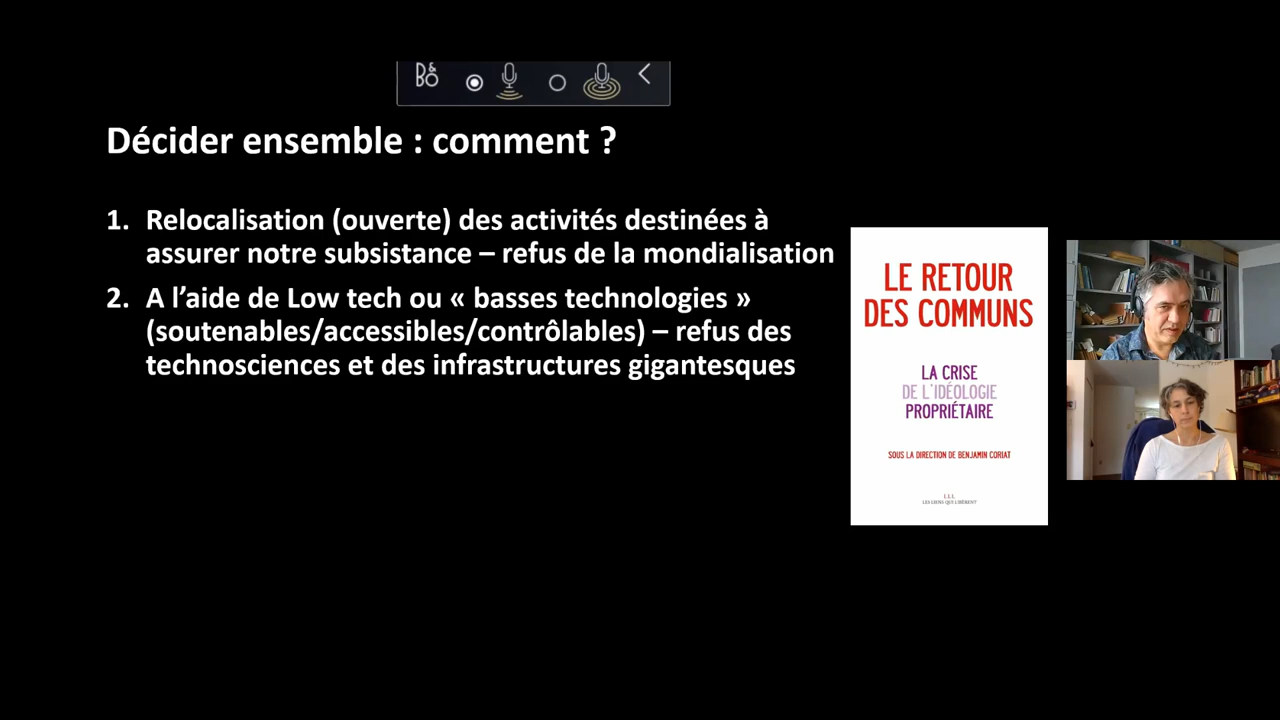 B&O
Décider ensemble : comment ?
1. Relocalisation (ouverte) des activités destinées à
assurer notre subsistance – refus de la mondialisation
2. A l’aide de Low tech ou « basses technologies »
(soutenables/accessibles/contrôlables) – refus des
technosciences et des infrastructures gigantesques
LE RETOUR
DES COMMUNS
LA CRISE
DE L'IDÉOLOGIE
PROPRIÉTAIRE
SOUS LA DIRECTION DE BENJAMIN CORIAT
LLL
LES LIENS QUI LIBÈRENT